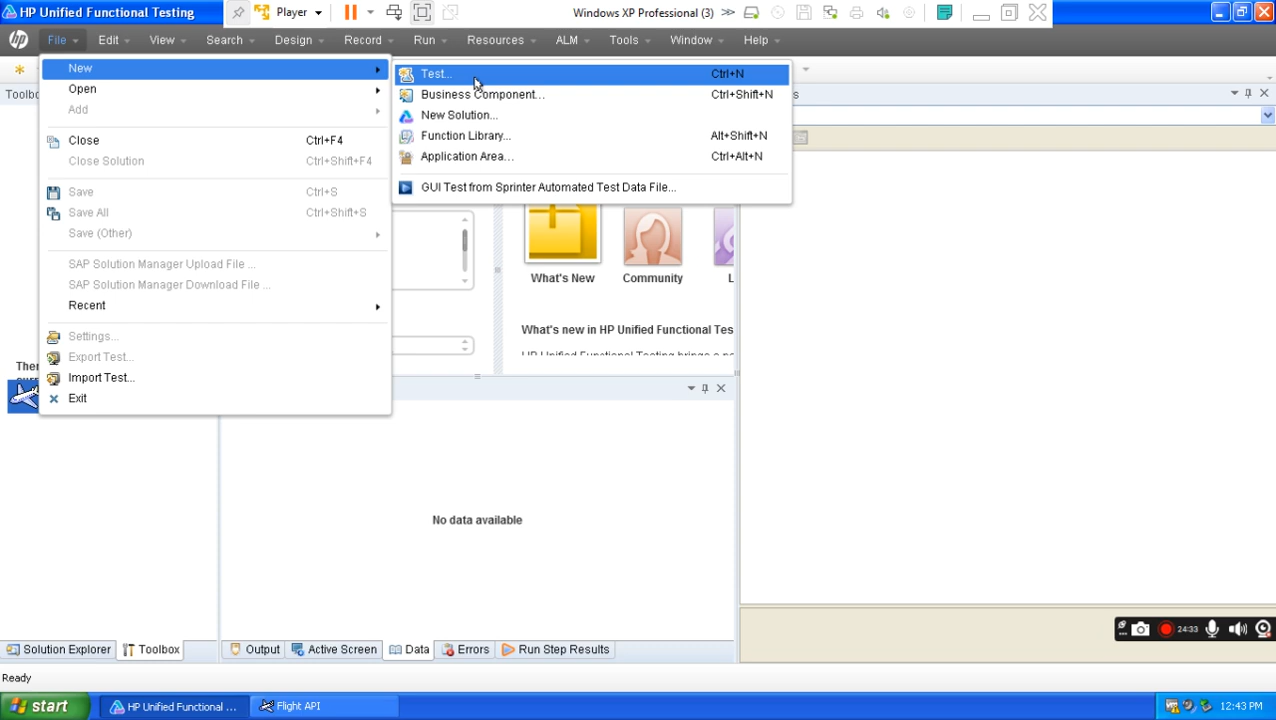 HP Unified Functional Testing
Player
Windows XP Professional (3)
File
Edit
View
Search
Design
Record
Run
Resources
ALM
Tools
Window
Help
New
Open
Add
Close Ctrl+F4
Close Solution Ctrl+Shift+F4
Save Ctrl+S
Save All Ctrl+Shift+S
Save (Other)
SAP Solution Manager Upload File ...
SAP Solution Manager Download File ...
Recent
Settings...
Export Test...
Import Test...
Exit
Test... Ctrl+N
Business Component... Ctrl+Shift+N
New Solution...
Function Library... Alt+Shift+N
Application Area... Ctrl+Alt+N
GUI Test from Sprinter Automated Test Data File...
What's New
Community
L
What's new in HP Unified Functional Tes
No data available
Solution Explorer
Toolbox
Output
Active Screen
Data
Errors
Run Step Results
24:33
Ready
start
HP Unified Functional ...
Flight API
12:43 PM